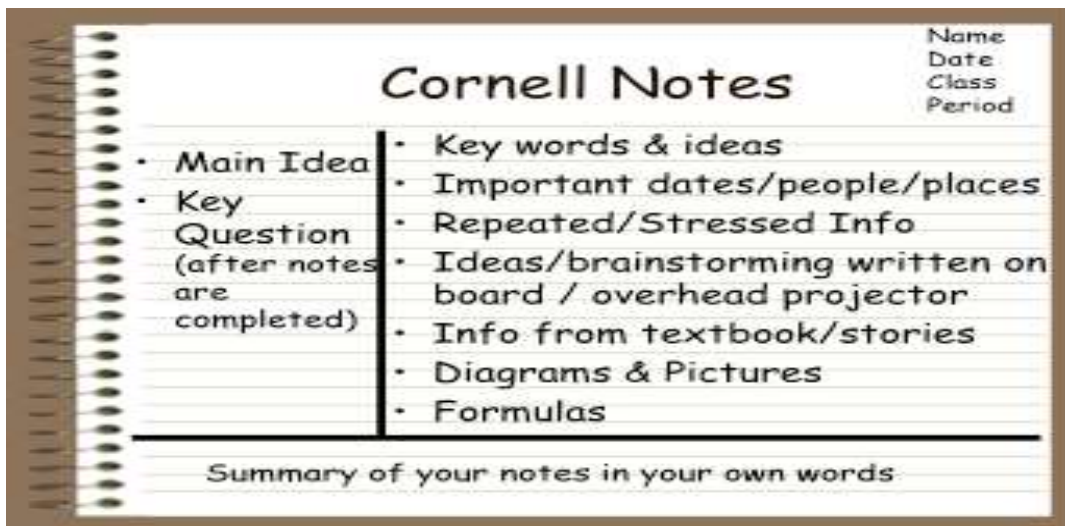 Name
Date
Class
Period
Cornell Notes
• Main Idea
• Key
Question
(after notes
are
completed)
• Key words & ideas
• Important dates/people/places
• Repeated/Stressed Info
• Ideas/brainstorming written on
board / overhead projector
• Info from textbook/stories
• Diagrams & Pictures
• Formulas
Summary of your notes in your own words